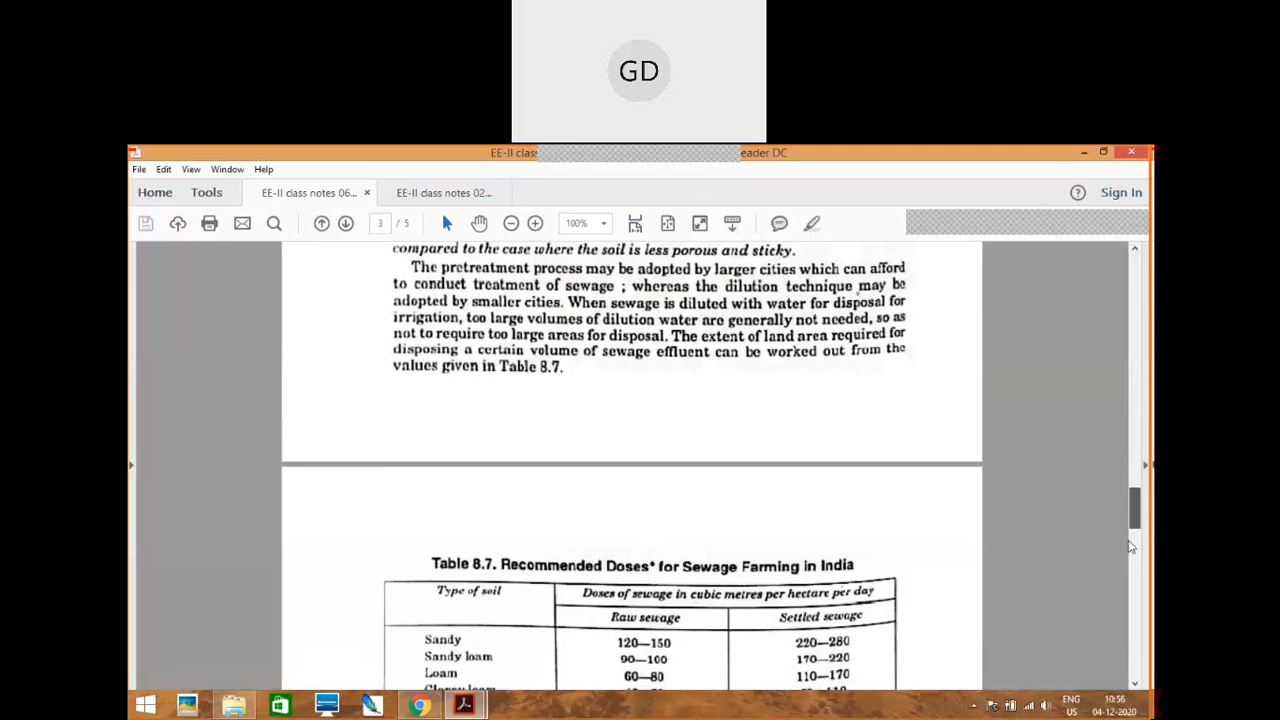 GD
EE-II class eader DC
File Edit View Window Help
Home Tools EE-II class notes 06... × EE-II class notes 02... Sign In
3 / 5 100%
compared to the case where the soil is less porous and sticky.
The pretreatment process may be adopted by larger cities which can afford
to conduct treatment of sewage ; whereas the dilution technique may be
adopted by smaller cities. When sewage is diluted with water for disposal for
irrigation, too large volumes of dilution water are generally not needed, so as
not to require too large areas for disposal. The extent of land area required for
disposing a certain volume of sewage effluent can be worked out from the
values given in Table 8.7.
Table 8.7. Recommended Doses* for Sewage Farming in India
Type of soil Doses of sewage in cubic metres per hectare per day
Raw sewage Settled sewage
Sandy 120—150 220—280
Sandy loam 90—100 170—220
Loam 60—80 110—170
ENG 10:56
US 04-12-2020